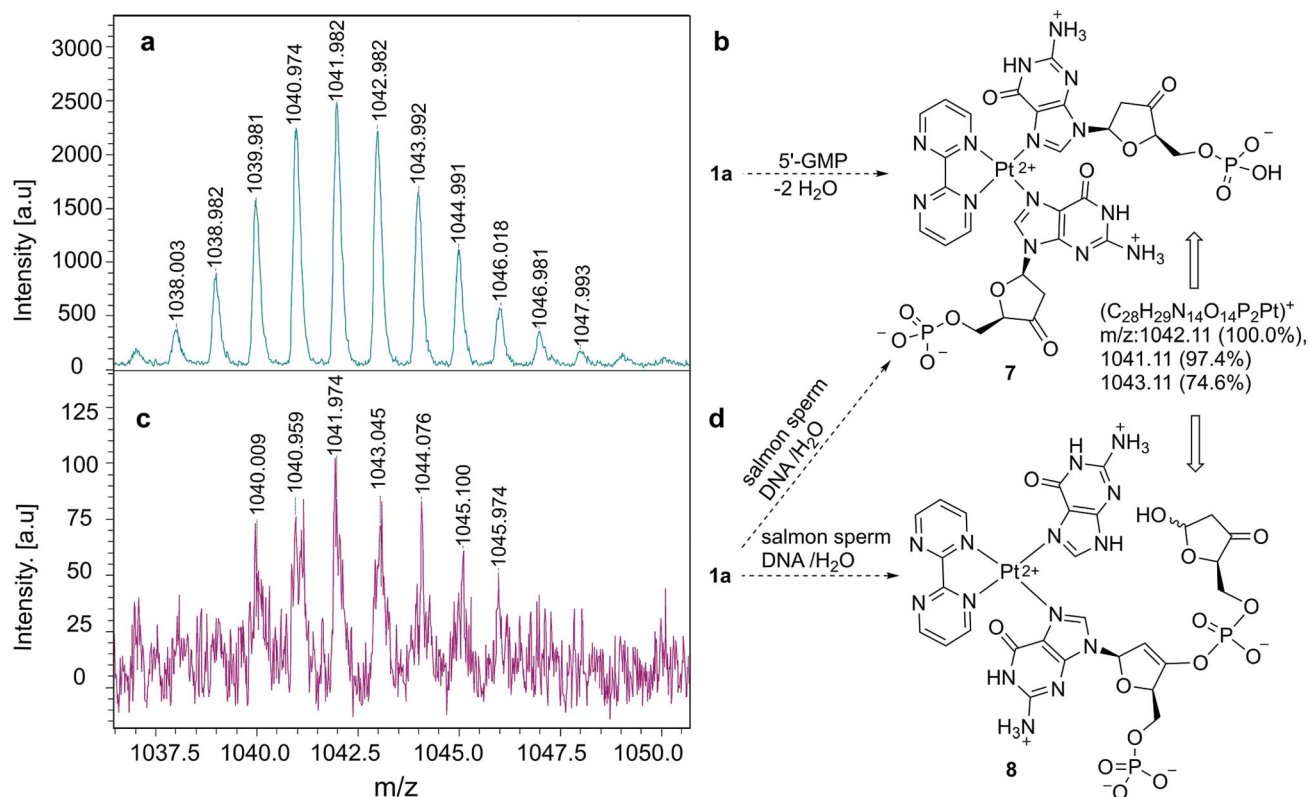 a
Intensity [a.u]
3000
2500
2000
1500
1000
500
0
1038.003
1038.982
1039.981
1040.974
1041.982
1042.982
1043.992
1044.991
1046.018
1046.981
1047.993
c
Intensity. [a.u]
125
100
75
50
25
0
1040.009
1040.959
1041.974
1043.045
1044.076
1045.100
1045.974
1037.5
1040.0
1042.5
1045.0
1047.5
1050.0
m/z
b
1a
5'-GMP
-2 H₂O
+
NH₃
HN
N
O
N
N
N
O
O
O
P
O⁻
OH
O
N
N
N
N
Pt 2+
N
O
NH
N
N
N
+
NH₃
O
O
O
P
O
⁻O
O⁻
7
(C₂₈H₂₉N₁₄O₁₄P₂Pt)⁺
m/z:1042.11 (100.0%),
1041.11 (97.4%)
1043.11 (74.6%)
d
salmon sperm
DNA /H₂O
1a
salmon sperm
DNA /H₂O
+
NH₃
H
N
O
N
N
NH
HO
O
O
O
O
P
O⁻
O
N
N
N
N
Pt2+
N
O
HN
N
N
N
H₃N
+
O
O
O=P
O⁻
O⁻
8